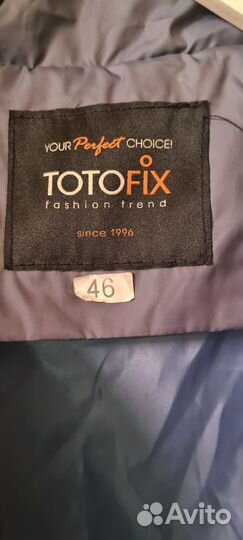 YOUR Perfect CHOICE!
TOTOFIX
fashion trend
since 1996
46
Avito